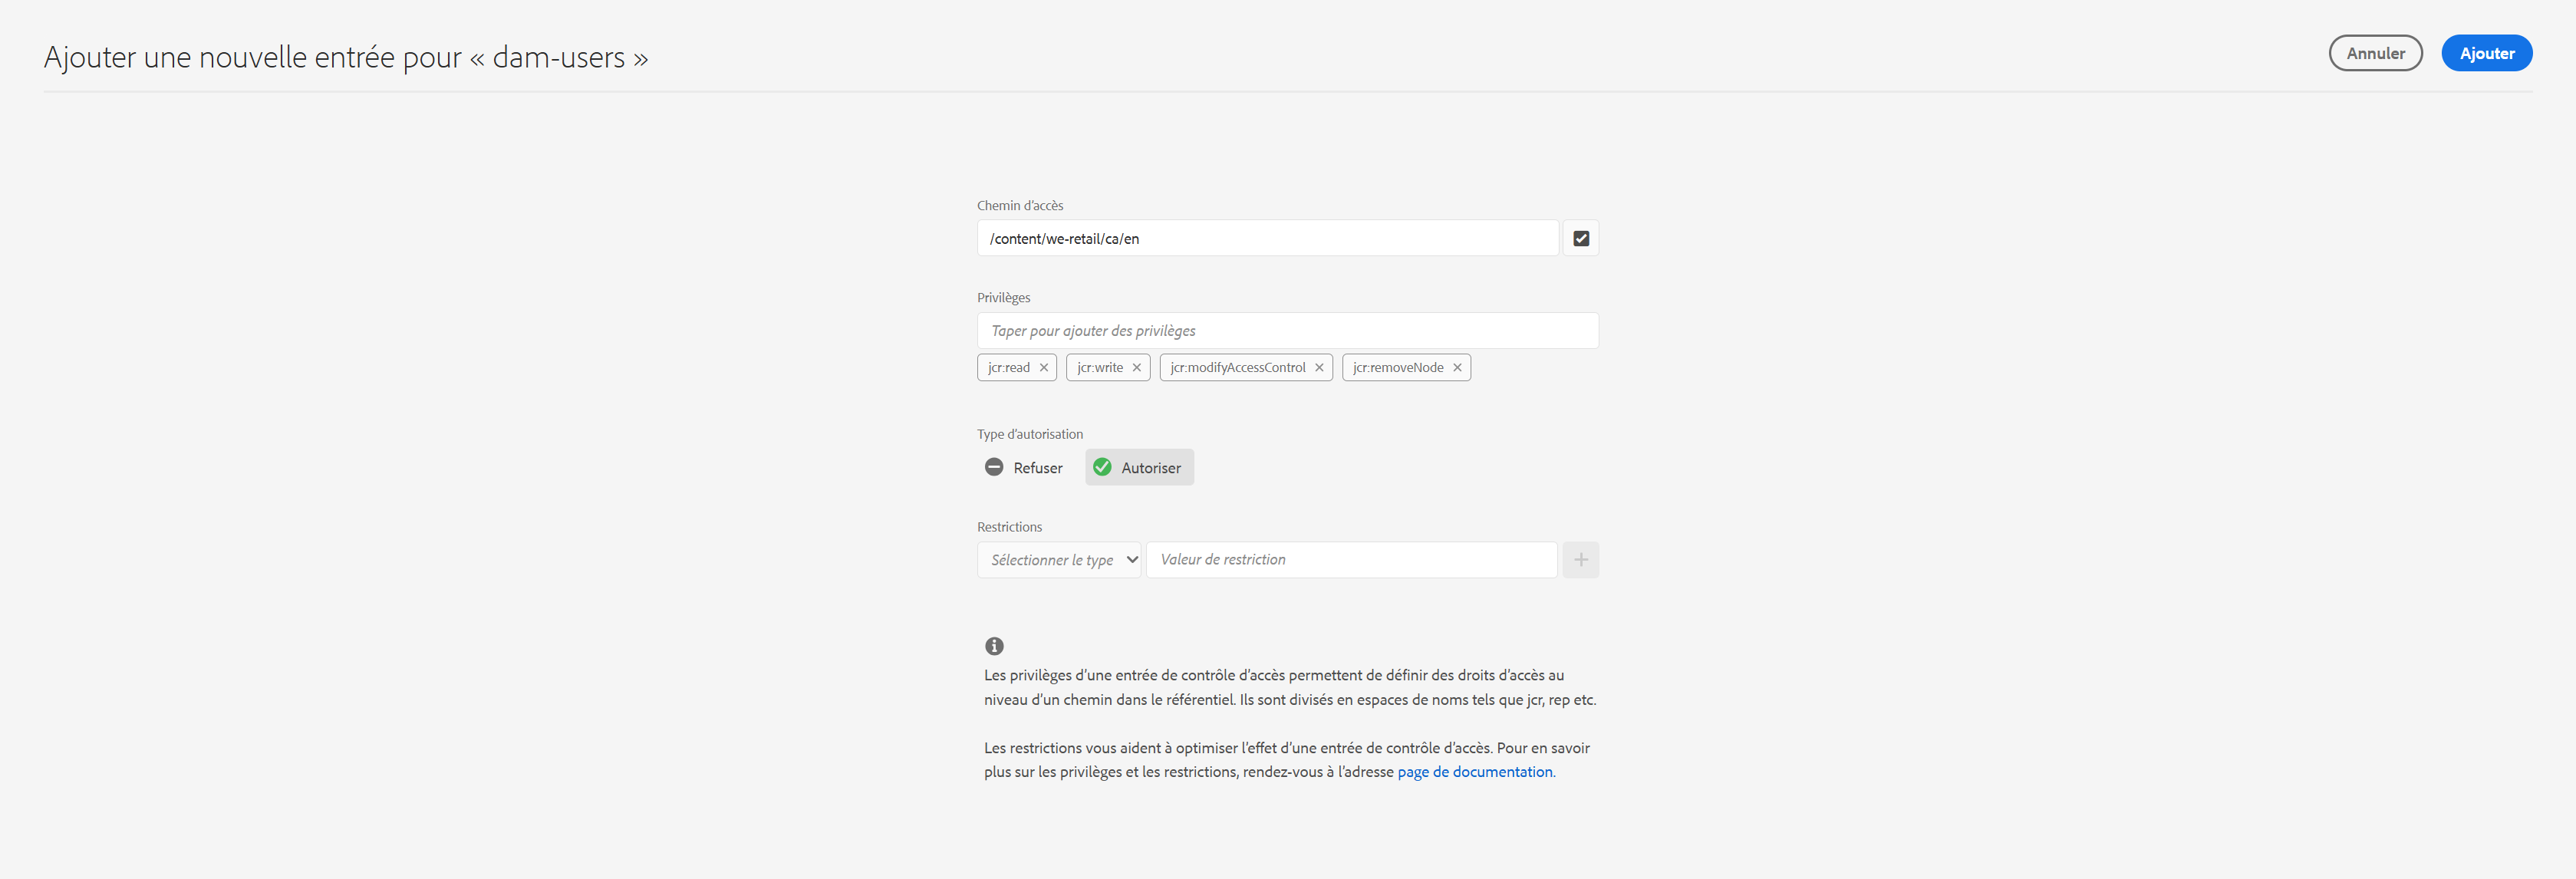 Ajouter une nouvelle entrée pour « dam-users »
Annuler
Ajouter
Chemin d’accès
/content/we-retail/ca/en
Privilèges
Taper pour ajouter des privilèges
jcr:read
jcr:write
jcr:modifyAccessControl
jcr:removeNode
Type d’autorisation
Refuser
Autoriser
Restrictions
Sélectionner le type
Valeur de restriction
Les privilèges d’une entrée de contrôle d’accès permettent de définir des droits d’accès au
niveau d’un chemin dans le référentiel. Ils sont divisés en espaces de noms tels que jcr, rep etc.
Les restrictions vous aident à optimiser l’effet d’une entrée de contrôle d’accès. Pour en savoir
plus sur les privilèges et les restrictions, rendez-vous à l’adresse page de documentation.